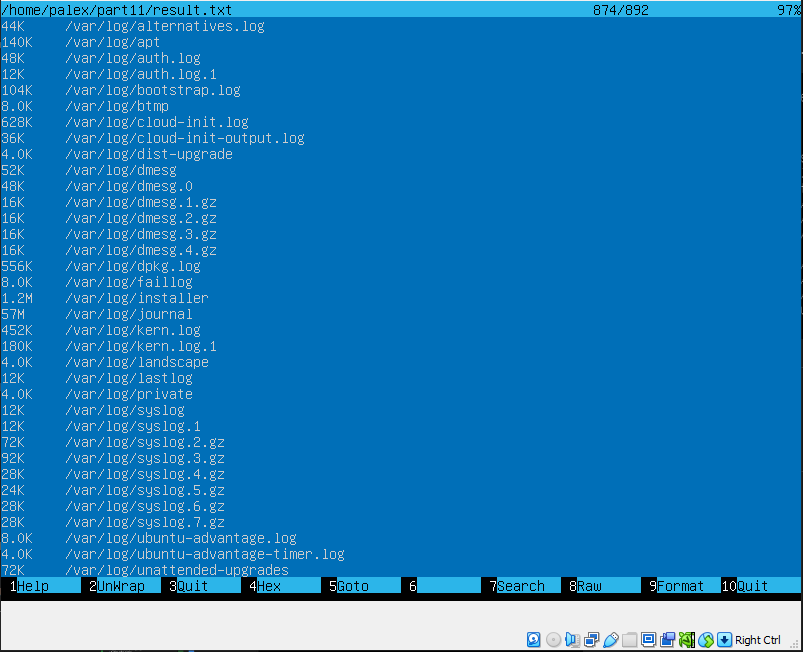 /home/palex/part11/result.txt 874/892 97%
44K /var/log/alternatives.log
140K /var/log/apt
48K /var/log/auth.log
12K /var/log/auth.log.1
104K /var/log/bootstrap.log
8.0K /var/log/btmp
628K /var/log/cloud-init.log
36K /var/log/cloud-init-output.log
4.0K /var/log/dist-upgrade
52K /var/log/dmesg
48K /var/log/dmesg.0
16K /var/log/dmesg.1.gz
16K /var/log/dmesg.2.gz
16K /var/log/dmesg.3.gz
16K /var/log/dmesg.4.gz
556K /var/log/dpkg.log
8.0K /var/log/faillog
1.2M /var/log/installer
57M /var/log/journal
452K /var/log/kern.log
180K /var/log/kern.log.1
4.0K /var/log/landscape
12K /var/log/lastlog
4.0K /var/log/private
12K /var/log/syslog
12K /var/log/syslog.1
72K /var/log/syslog.2.gz
92K /var/log/syslog.3.gz
28K /var/log/syslog.4.gz
24K /var/log/syslog.5.gz
28K /var/log/syslog.6.gz
28K /var/log/syslog.7.gz
8.0K /var/log/ubuntu-advantage.log
4.0K /var/log/ubuntu-advantage-timer.log
72K /var/log/unattended-upgrades
1Help 2UnWrap 3Quit 4Hex 5Goto 6 7Search 8Raw 9Format 10Quit
Right Ctrl